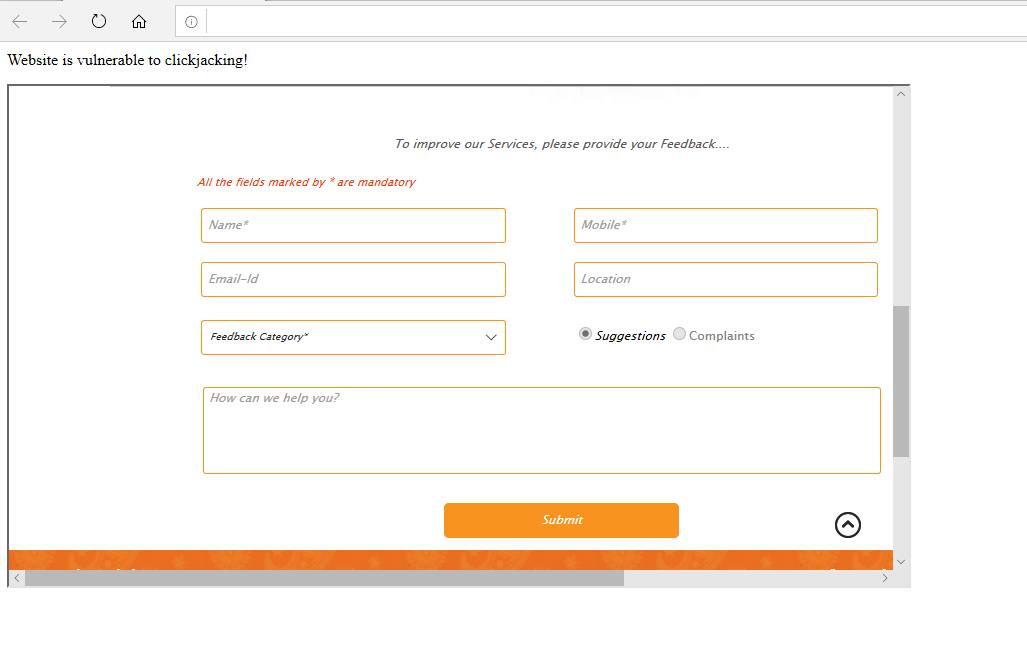 Website is vulnerable to clickjacking!
To improve our Services, please provide your Feedback....
All the fields marked by * are mandatory
Name* Mobile*
Email-Id Location
Feedback Category* Suggestions Complaints
How can we help you?
Submit